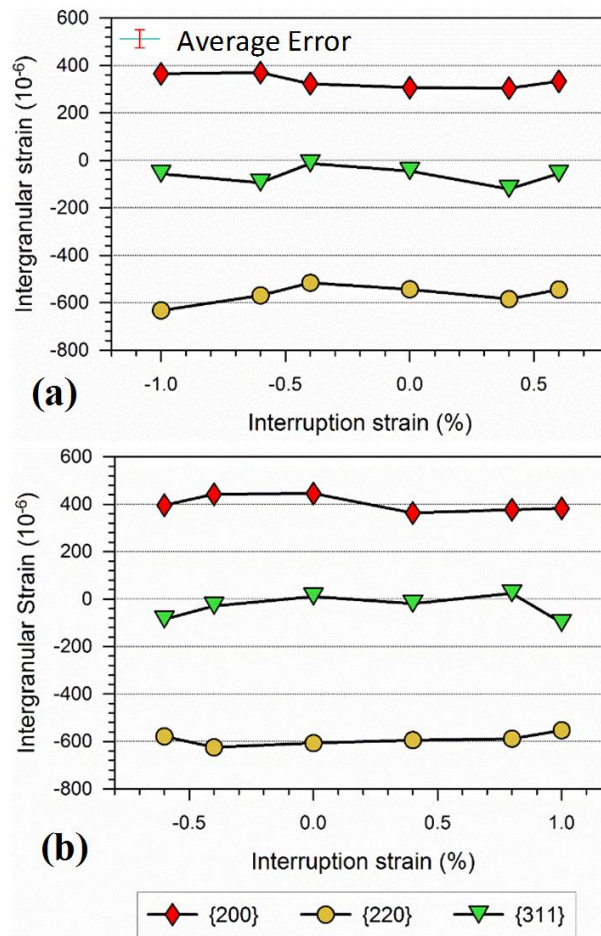 600
Average Error
400
200
0
-200
-400
-600
-800
Intergranular strain (10⁻⁶)
-1.0 -0.5 0.0 0.5
(a)
Interruption strain (%)
600
400
200
0
-200
-400
-600
-800
Intergranular Strain (10⁻⁶)
-0.5 0.0 0.5 1.0
(b)
Interruption strain (%)
{200} {220} {311}